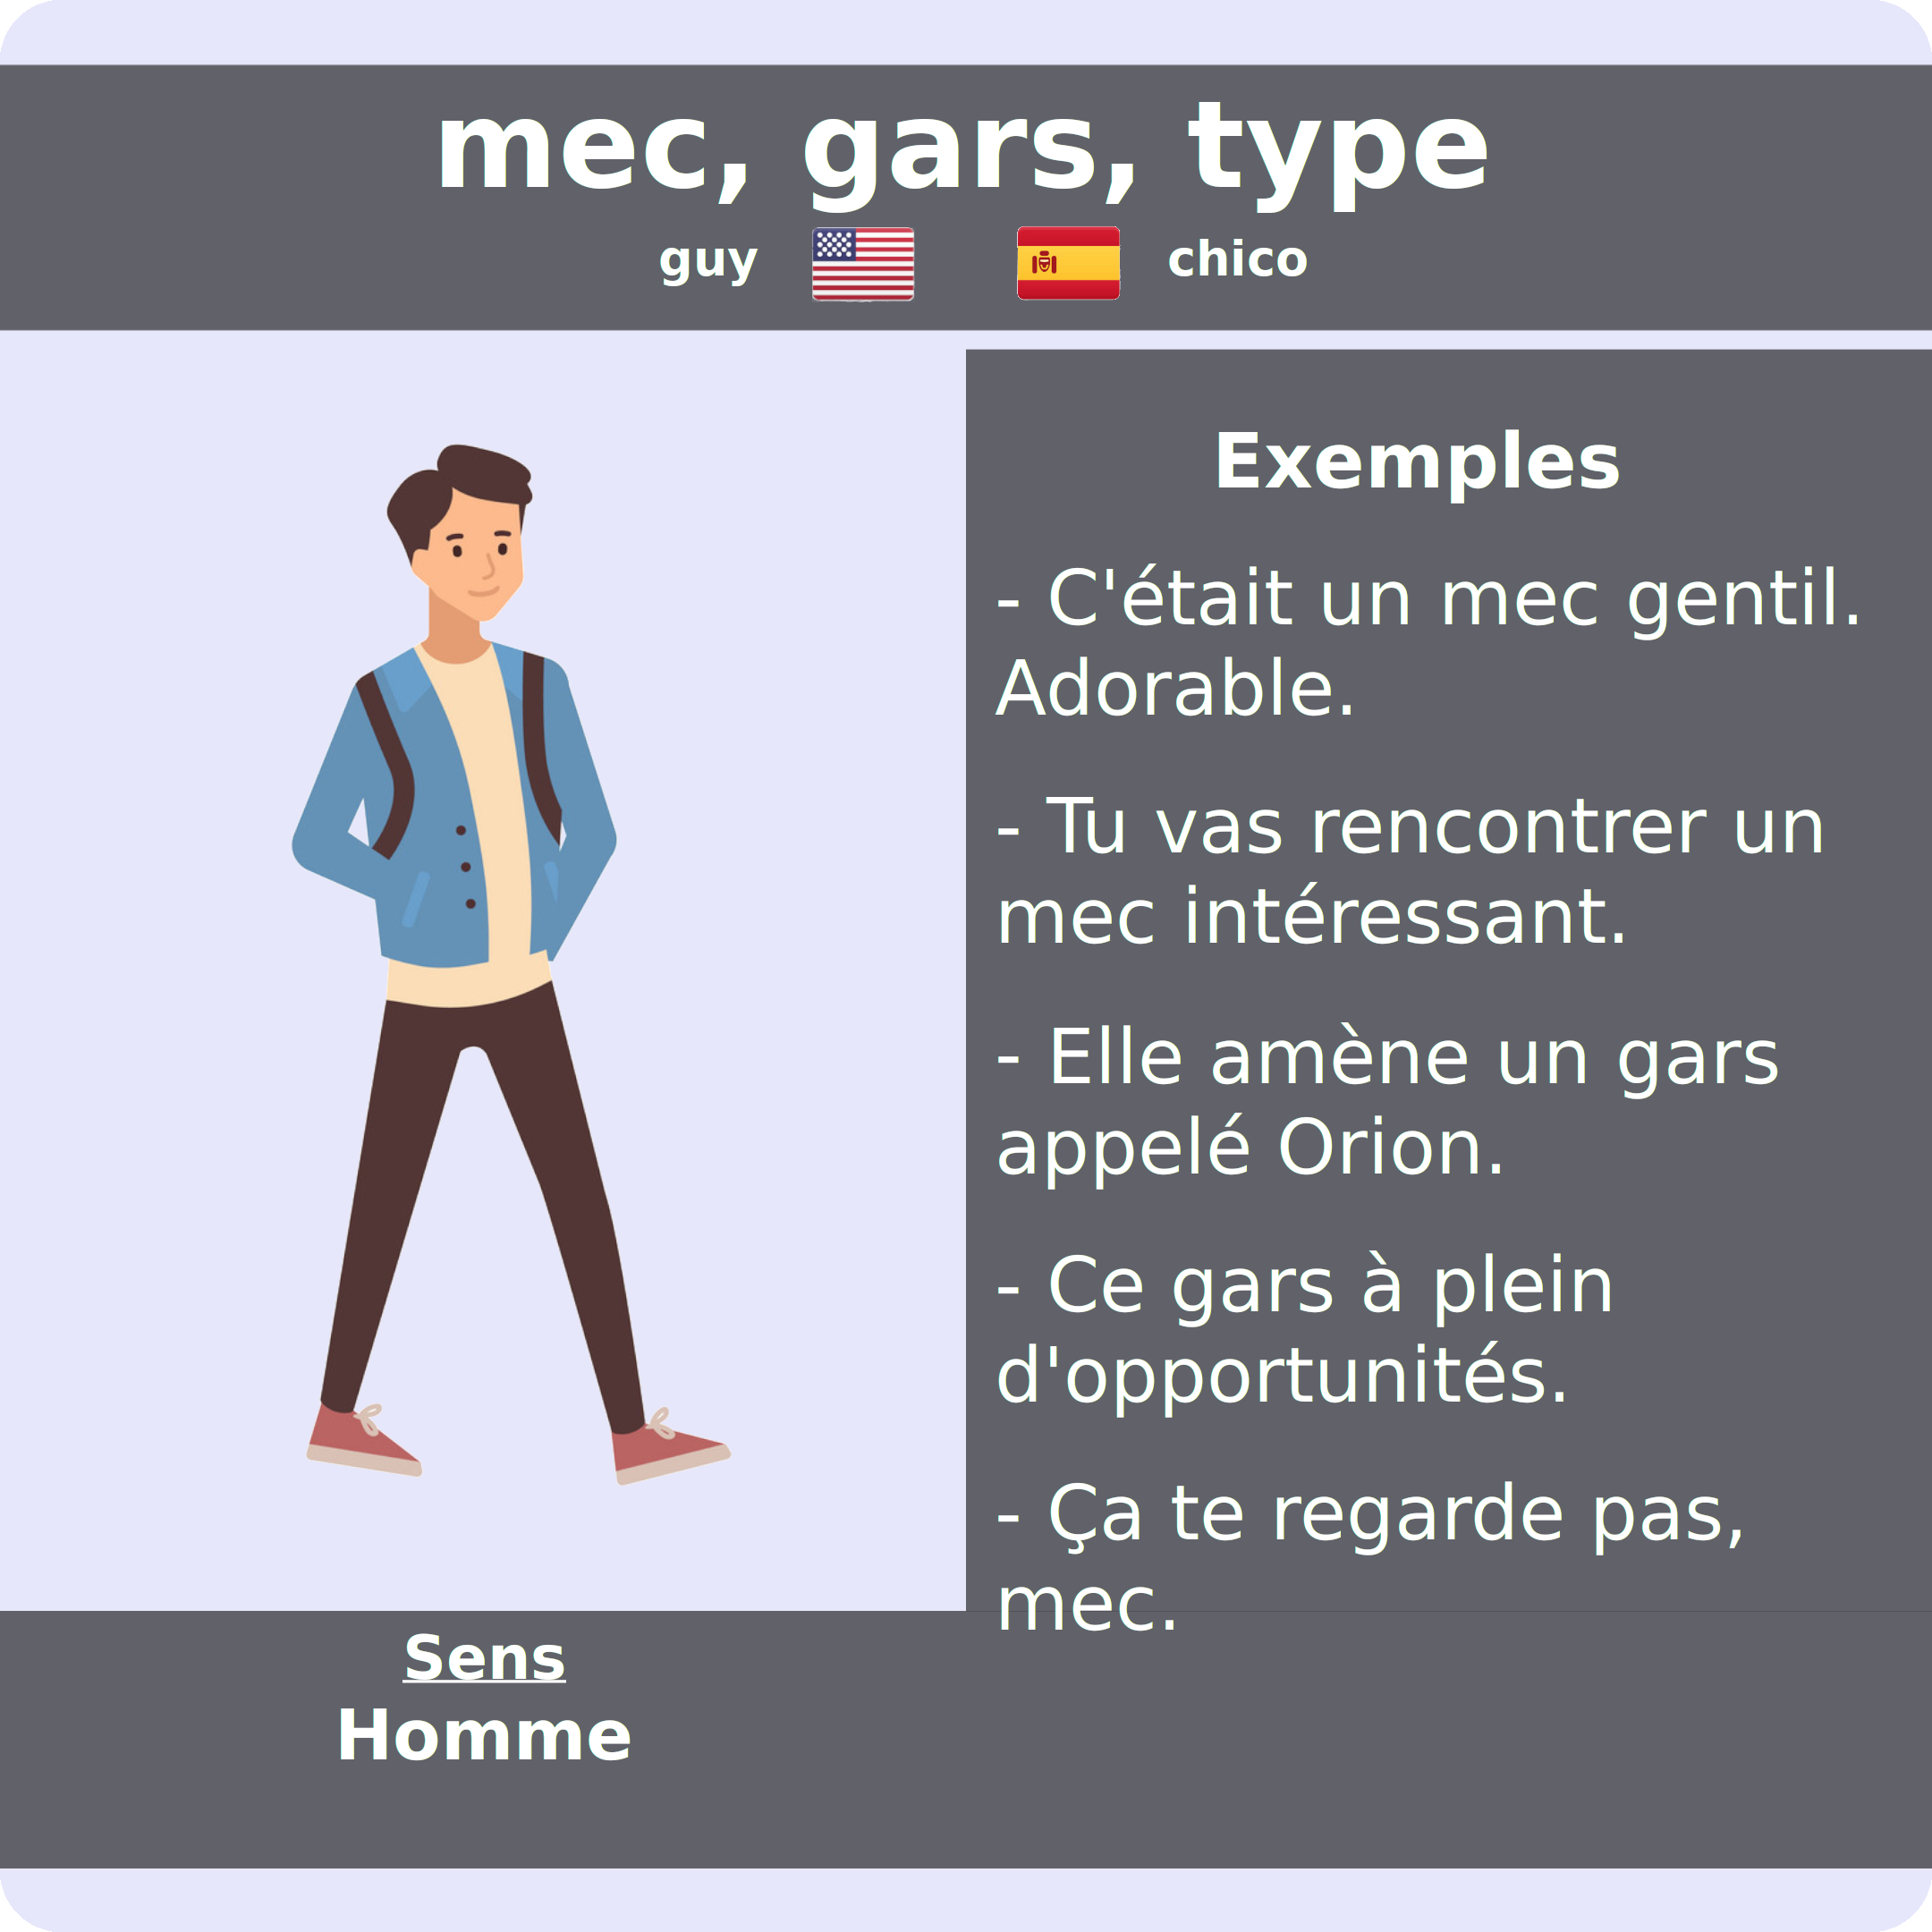 mec, gars, type
guy
chico
Exemples
- C'était un mec gentil.
Adorable.
- Tu vas rencontrer un
mec intéressant.
- Elle amène un gars
appelé Orion.
- Ce gars à plein
d'opportunités.
- Ça te regarde pas,
mec.
Sens
Homme